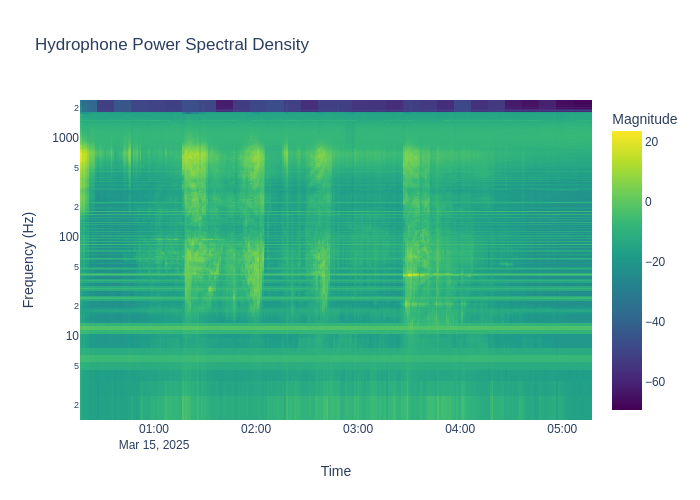 Hydrophone Power Spectral Density
Magnitude
2
1000
5
2
100
5
2
10
5
2
Frequency (Hz)
20
0
−20
−40
−60
01:00 02:00 03:00 04:00 05:00
Mar 15, 2025
Time